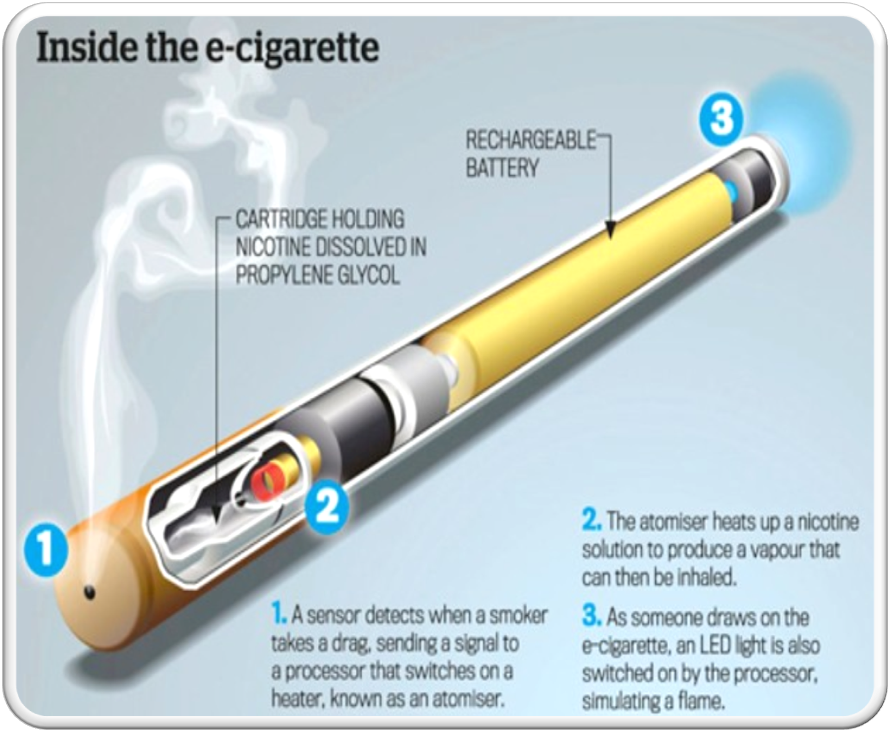 Inside the e-cigarette
3
RECHARGEABLE
BATTERY
CARTRIDGE HOLDING
NICOTINE DISSOLVED IN
PROPYLENE GLYCOL
2
1
1. A sensor detects when a smoker
takes a drag, sending a signal to
a processor that switches on a
heater, known as an atomiser.
2. The atomiser heats up a nicotine
solution to produce a vapour that
can then be inhaled.
3. As someone draws on the
e-cigarette, an LED light is also
switched on by the processor,
simulating a flame.